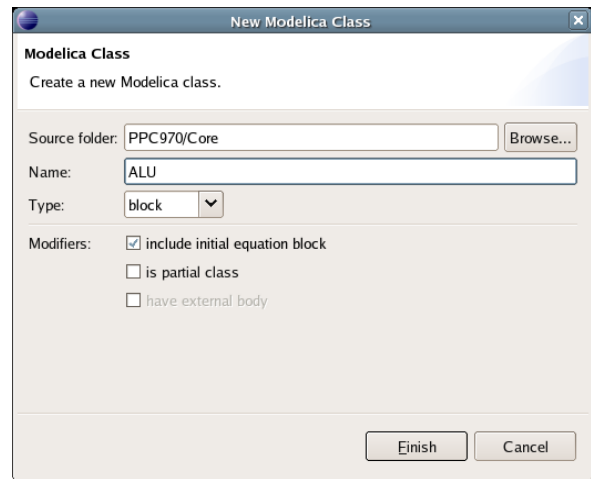 New Modelica Class
Modelica Class
Create a new Modelica class.
Source folder: PPC970/Core Browse...
Name: ALU
Type: block
Modifiers: include initial equation block
is partial class
have external body
Finish Cancel